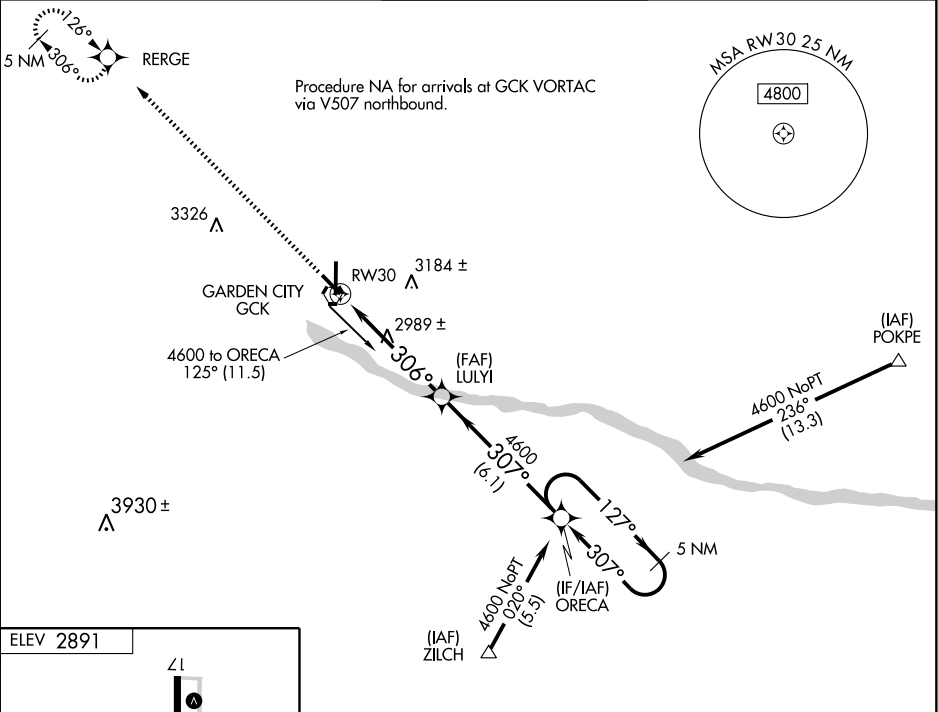 126°
306°
5 NM
RERGE
Procedure NA for arrivals at GCK VORTAC
via V507 northbound.
MSA RW30 25 NM
4800
3326
RW30
3184 ±
GARDEN CITY
GCK
2989 ±
4600 to ORECA
125° (11.5)
306°
(FAF)
LULYI
(IAF)
POKPE
4600 NoPT
236°
(13.3)
4600
307°
(6.1)
3930 ±
127°
307°
5 NM
(IF/IAF)
ORECA
4600 NoPT
020°
(5.5)
(IAF)
ZILCH
ELEV 2891
17
V